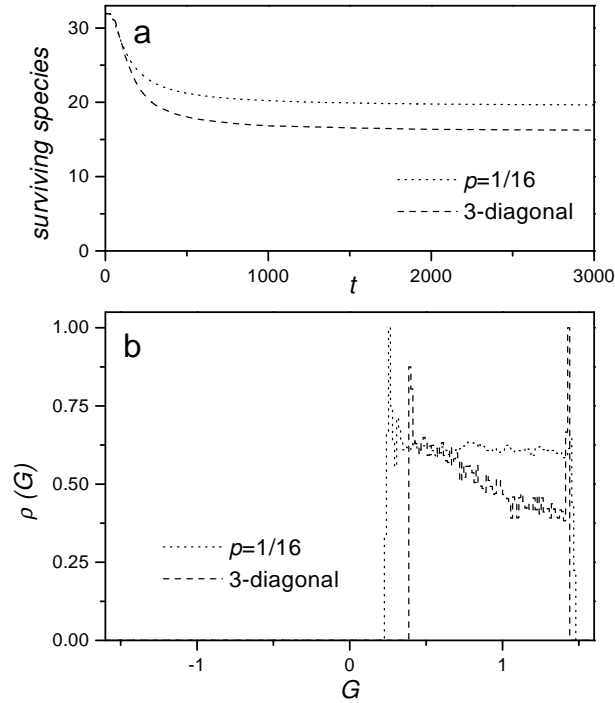 a
surviving species
30
20
10
0
p=1/16
3-diagonal
0
1000
2000
3000
t
b
ρ (G)
1.00
0.75
0.50
0.25
0.00
p=1/16
3-diagonal
-1
0
1
G